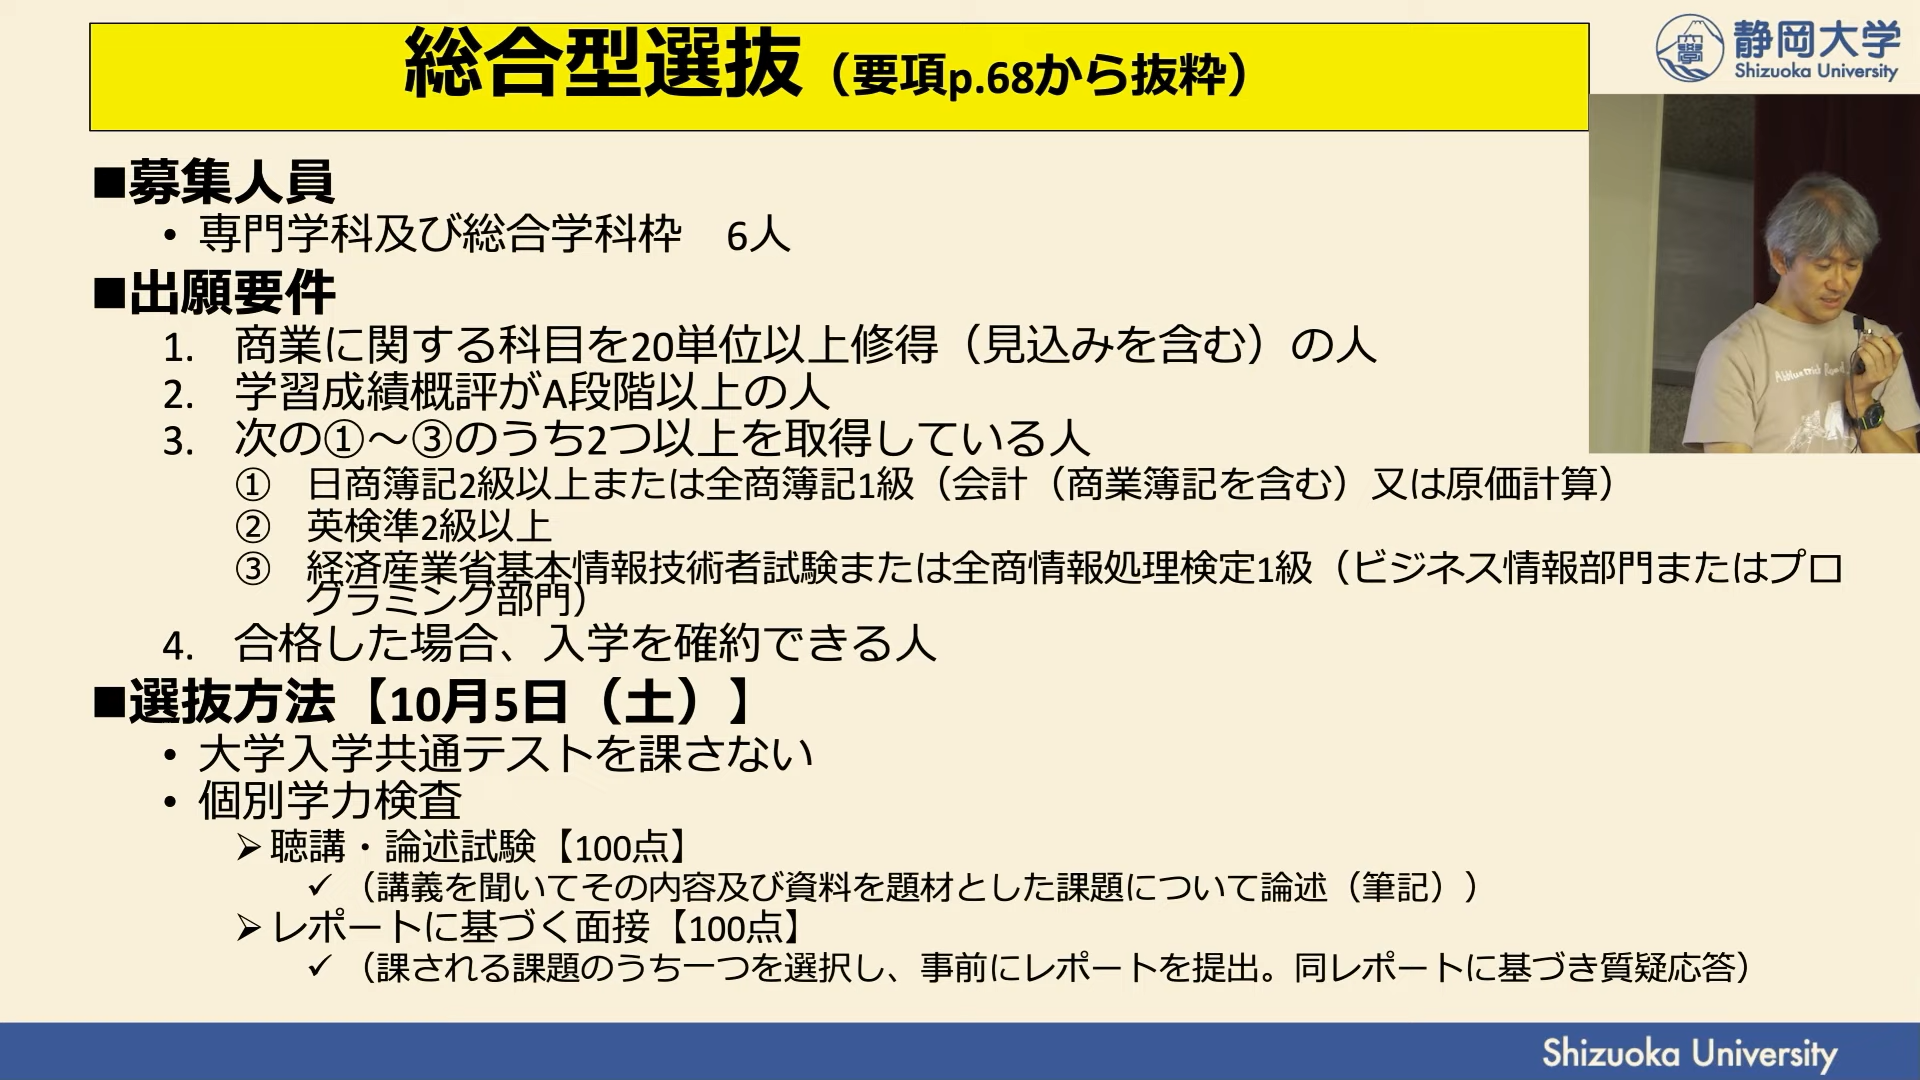 総合型選抜（要項p.68から抜粋）
静岡大学
Shizuoka University
■募集人員
• 専門学科及び総合学科枠　6人
■出願要件
1. 商業に関する科目を20単位以上修得（見込みを含む）の人
2. 学習成績概評がA段階以上の人
3. 次の①～③のうち2つ以上を取得している人
① 日商簿記2級以上または全商簿記1級（会計（商業簿記を含む）又は原価計算）
② 英検準2級以上
③ 経済産業省基本情報技術者試験または全商情報処理検定1級（ビジネス情報部門またはプロ
グラミング部門）
4. 合格した場合、入学を確約できる人
■選抜方法【10月5日（土）】
• 大学入学共通テストを課さない
• 個別学力検査
➢ 聴講・論述試験【100点】
✓ （講義を聞いてその内容及び資料を題材とした課題について論述（筆記））
➢ レポートに基づく面接【100点】
✓ （課される課題のうち一つを選択し、事前にレポートを提出。同レポートに基づき質疑応答）
Shizuoka University